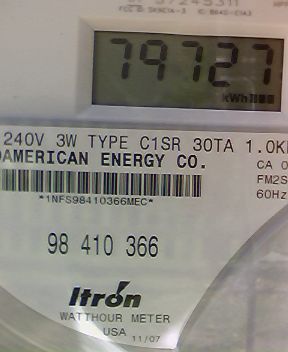 79727
kWh
240V 3W TYPE C1SR 30TA 1.0K
AMERICAN ENERGY CO.
CA
FM2S
60Hz
*1NFS98410366MEC*
98 410 366
Itron
WATTHOUR METER
USA 11/07